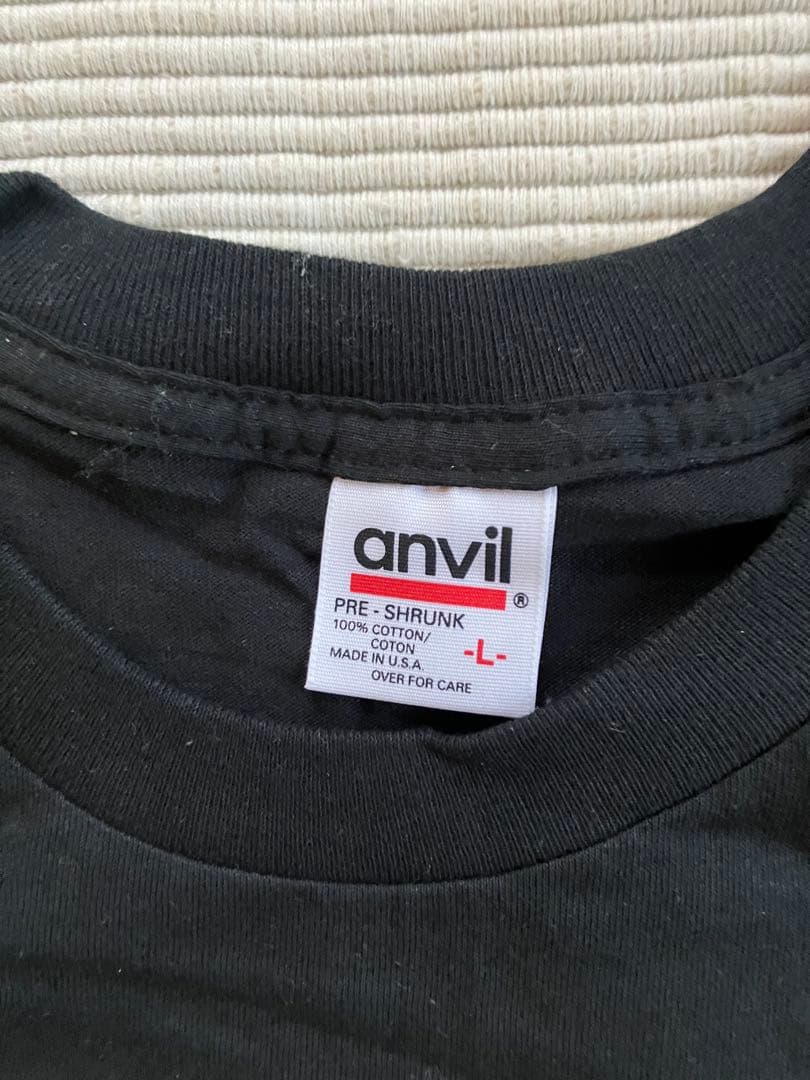 anvil
®
PRE - SHRUNK
100% COTTON/
COTON
-L-
MADE IN U.S.A.
OVER FOR CARE